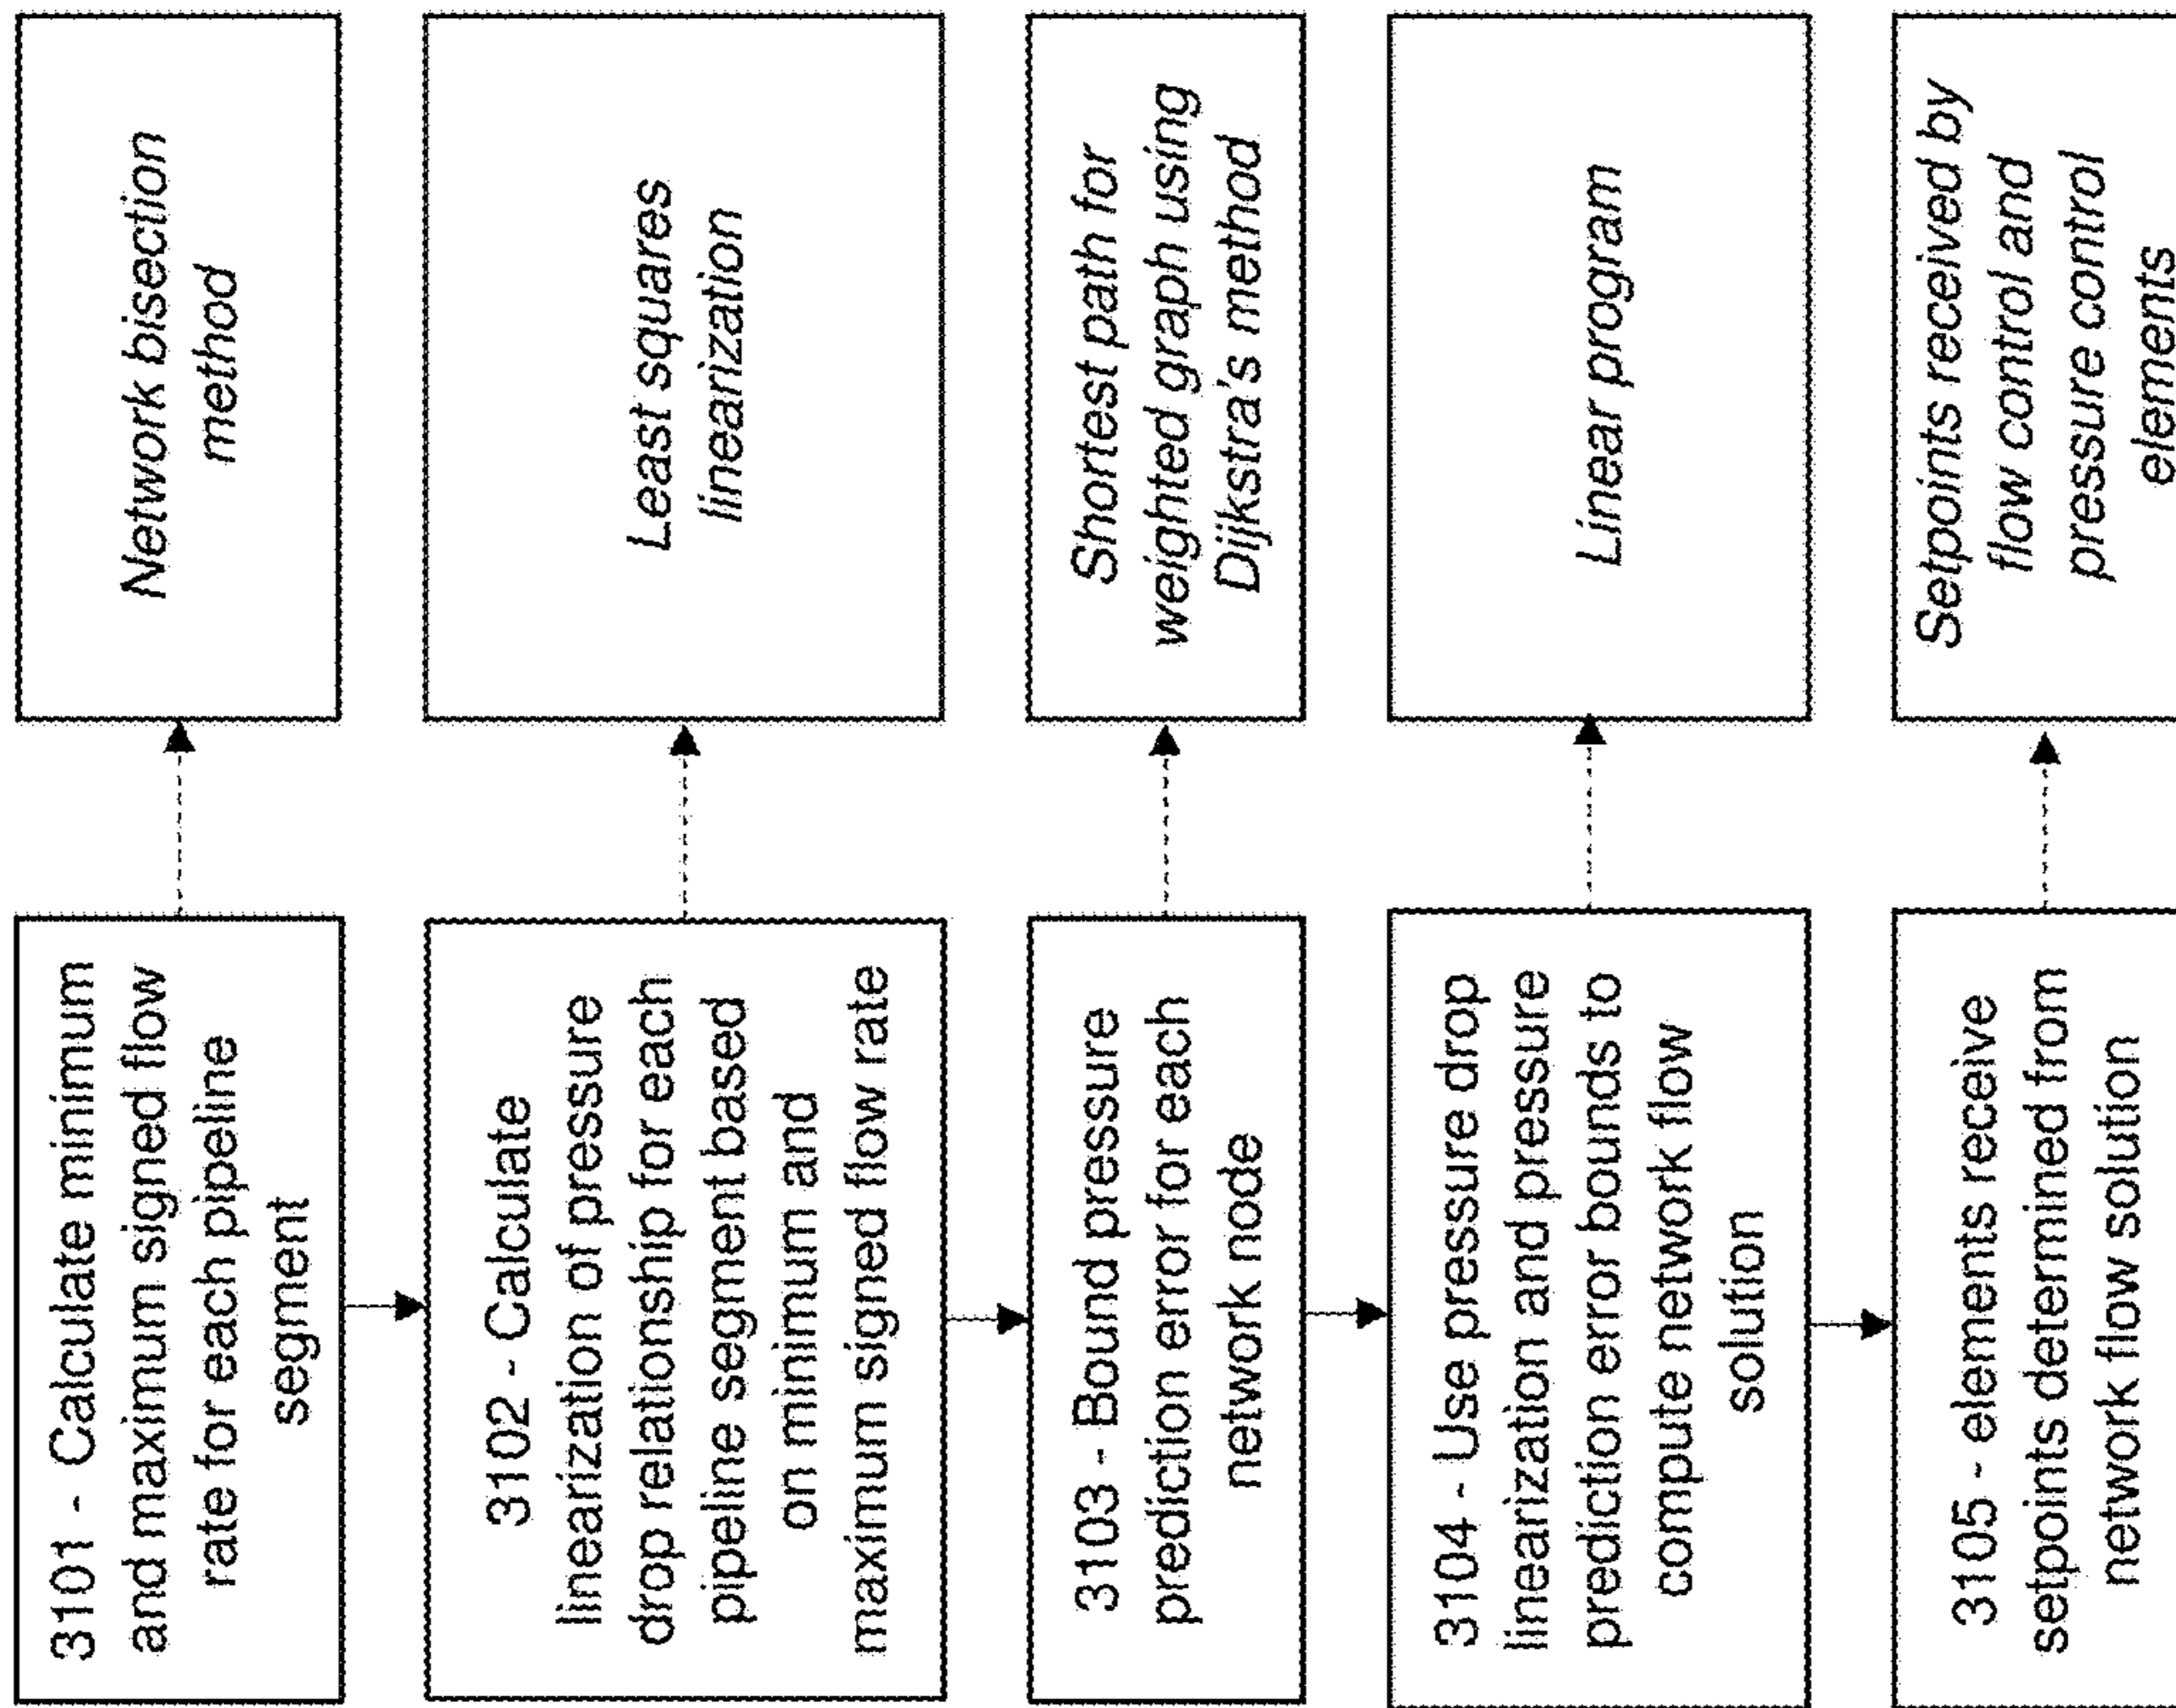 3101 - Calculate minimum
and maximum signed flow
rate for each pipeline
segment
Network bisection
method
3102 - Calculate
linearization of pressure
drop relationship for each
pipeline segment based
on minimum and
maximum signed flow rate
Least squares
linearization
3103 - Bound pressure
prediction error for each
network node
Shortest path for
weighted graph using
Dijkstra's method
3104 - Use pressure drop
linearization and pressure
prediction error bounds to
compute network flow
solution
Linear program
3105 - elements receive
setpoints determined from
network flow solution
Setpoints received by
flow control and
pressure control
elements